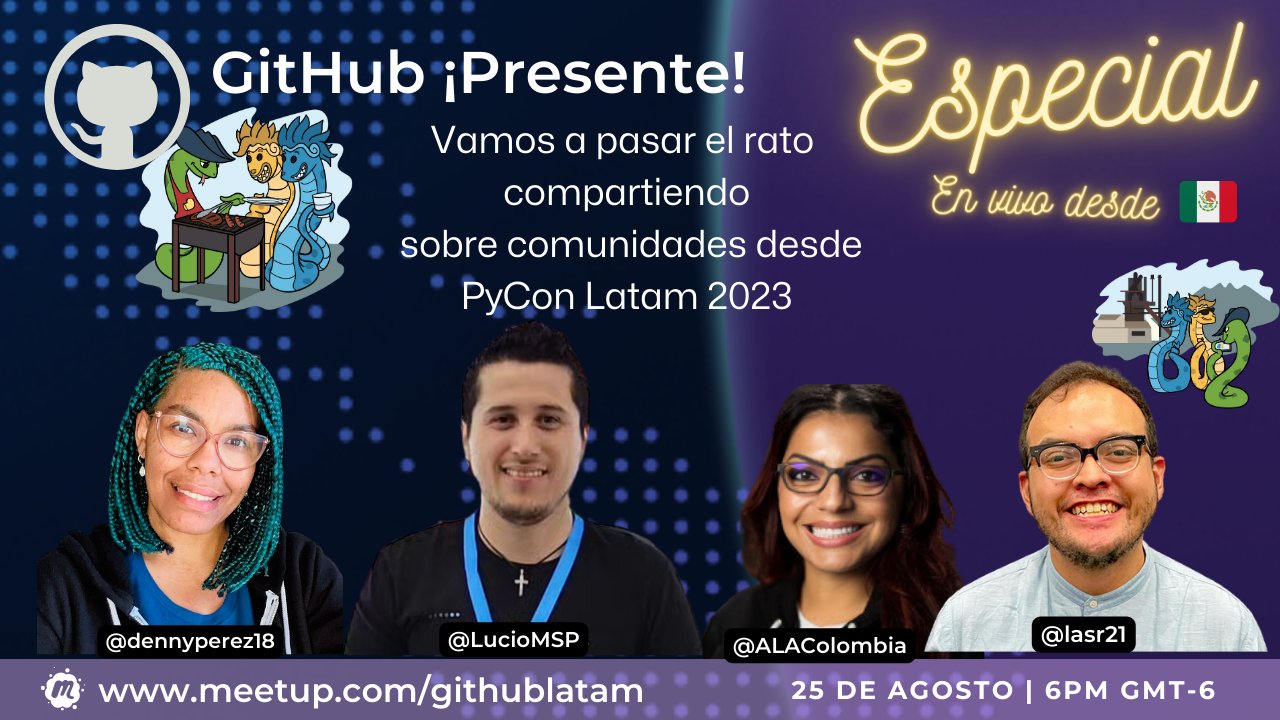 GitHub ¡Presente!
Vamos a pasar el rato
compartiendo
sobre comunidades desde
PyCon Latam 2023
Especial
En vivo desde
@dennyperez18
@LucioMSP
@ALAColombia
@lasr21
www.meetup.com/githublatam
25 DE AGOSTO | 6PM GMT-6